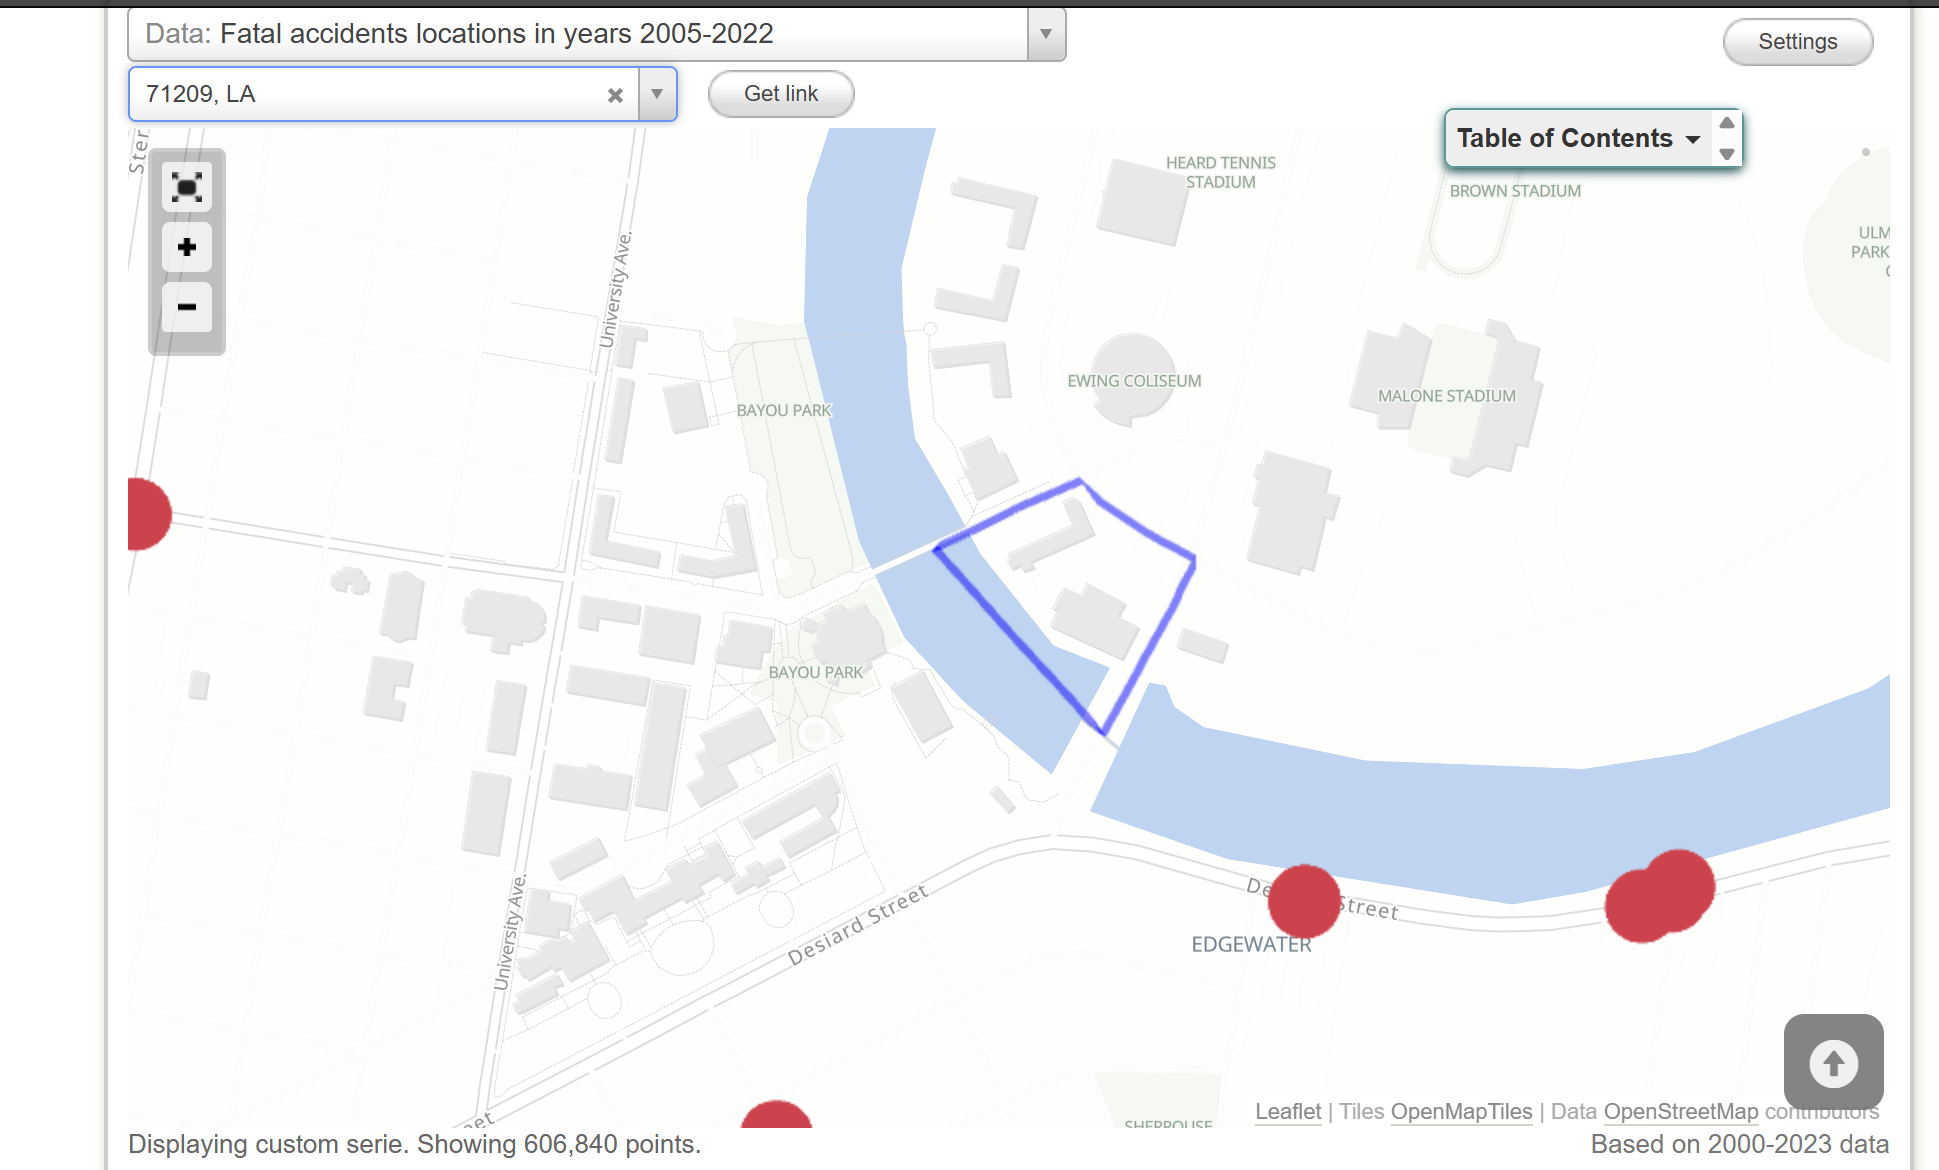 Data: Fatal accidents locations in years 2005-2022
Settings
71209, LA
Get link
Table of Contents
Ster
HEARD TENNIS
STADIUM
BROWN STADIUM
ULM
PARK
University Ave.
EWING COLISEUM
MALONE STADIUM
BAYOU PARK
BAYOU PARK
University Ave.
Desiard Street
De
Street
EDGEWATER
eet
SHERROUSE
Leaflet | Tiles OpenMapTiles | Data OpenStreetMap contributors
Displaying custom serie. Showing 606,840 points.
Based on 2000-2023 data